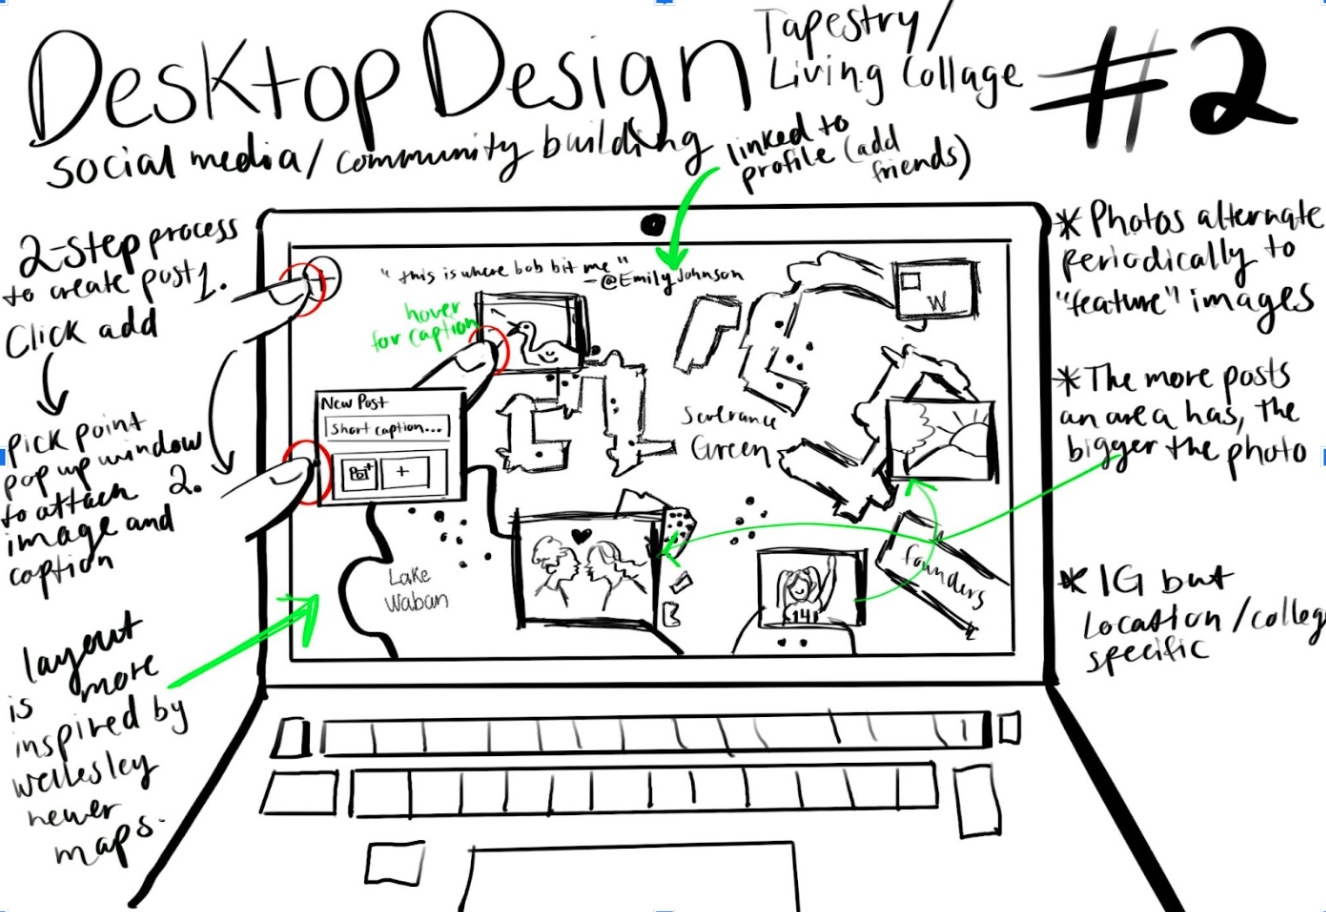 Desktop Design
Tapestry/
Living Collage
#2
social media/community building
linked to
profile (add
friends)
2-step process
to create post 1.
Click add
pick point
pop up window
to attach 2.
image and
caption
layout
is more
inspired by
wellesley
newer
maps.
"this is where bob bit me"
-@EmilyJohnson
hover
for caption
New Post
short caption...
+
W
Severance
Green
Lake
Waban
founders
141
* Photos alternate
periodically to
"feature" images
* The more posts
an area has, the
bigger the photo
* IG but
Location/colleg
specific